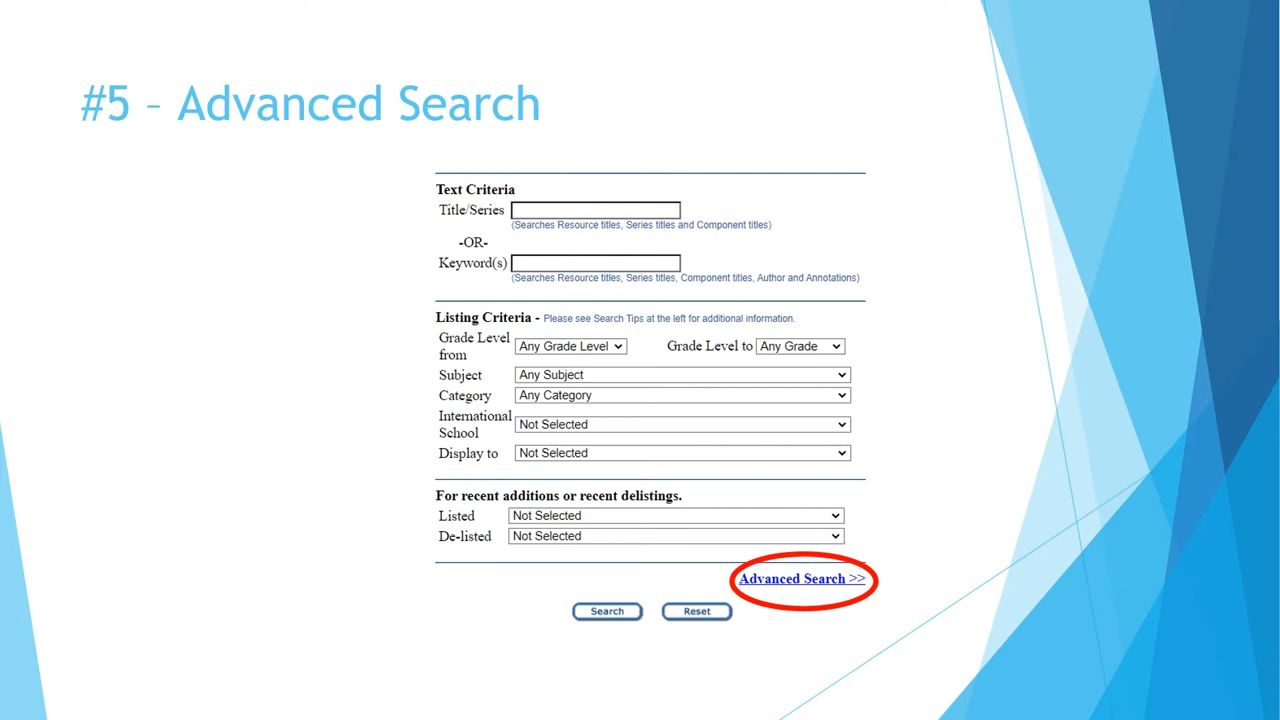 #5 – Advanced Search
Text Criteria
Title/Series
(Searches Resource titles, Series titles and Component titles)
-OR-
Keyword(s)
(Searches Resource titles, Series titles, Component titles, Author and Annotations)
Listing Criteria - Please see Search Tips at the left for additional information.
Grade Level from Any Grade Level Grade Level to Any Grade
Subject Any Subject
Category Any Category
International School Not Selected
Display to Not Selected
For recent additions or recent delistings.
Listed Not Selected
De-listed Not Selected
Advanced Search >>
Search Reset